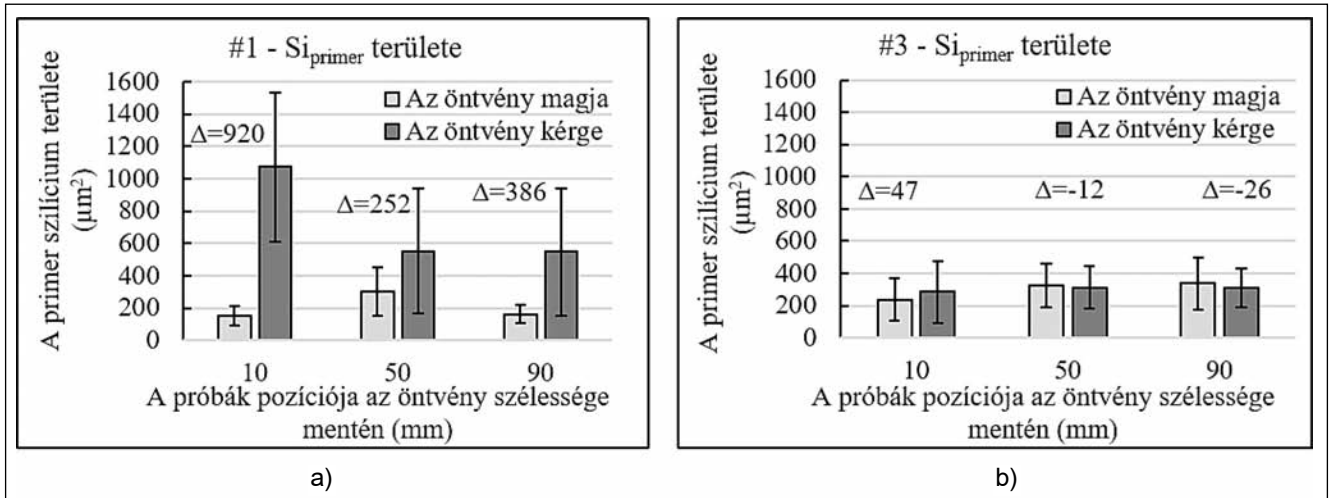 #1 - Siprimer területe
A primer szilícium területe
(µm²)
1600
1400
1200
1000
800
600
400
200
0
Az öntvény magja
Az öntvény kérge
Δ=920
Δ=252
Δ=386
10 50 90
A próbák pozíciója az öntvény szélessége
mentén (mm)
a)
#3 - Siprimer területe
A primer szilícium területe
(µm²)
1600
1400
1200
1000
800
600
400
200
0
Az öntvény magja
Az öntvény kérge
Δ=47
Δ=-12
Δ=-26
10 50 90
A próbák pozíciója az öntvény szélessége
mentén (mm)
b)